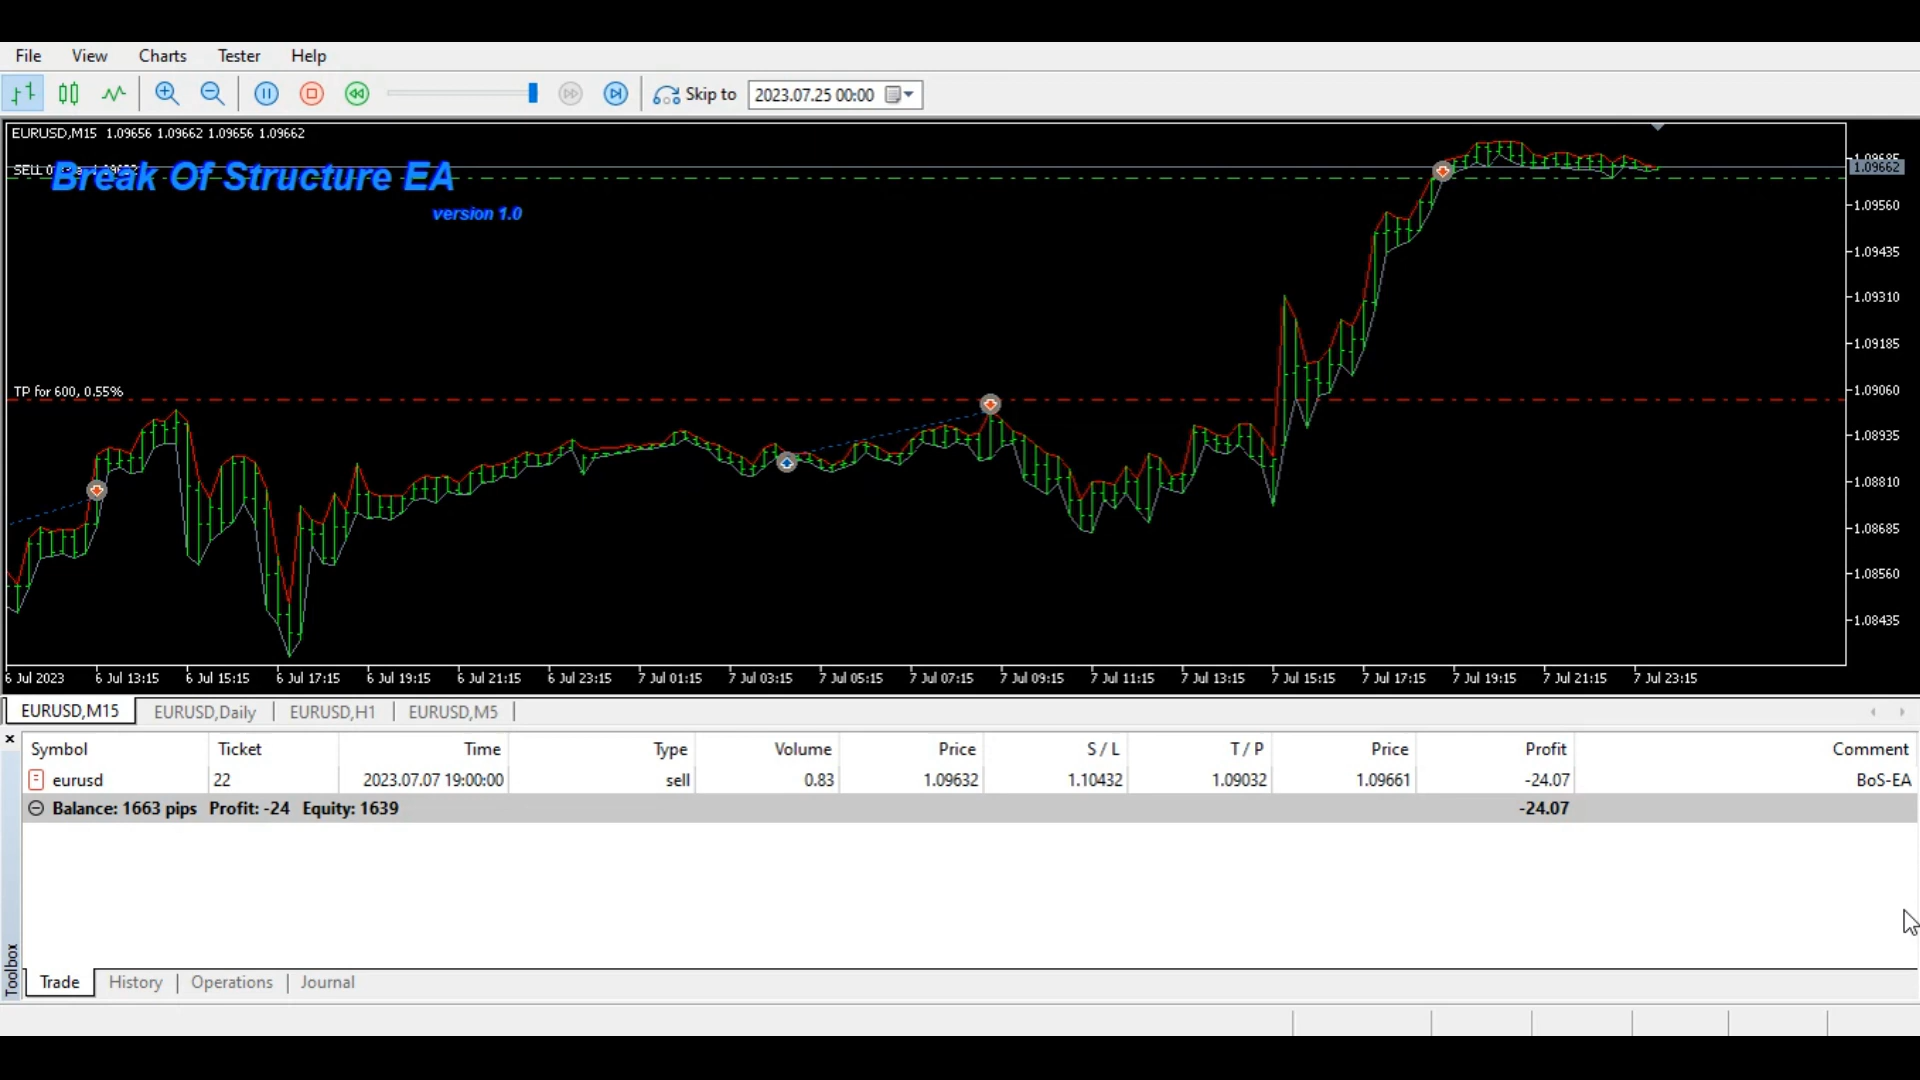 File View Charts Tester Help
Skip to 2023.07.25 00:00
EURUSD,M15 1.09656 1.09662 1.09656 1.09662
SELL
Break Of Structure EA
version 1.0
TP for 600, 0.55%
1.09685
1.09662
1.09560
1.09435
1.09310
1.09185
1.09060
1.08935
1.08810
1.08685
1.08560
1.08435
6 Jul 2023 6 Jul 13:15 6 Jul 15:15 6 Jul 17:15 6 Jul 19:15 6 Jul 21:15 6 Jul 23:15 7 Jul 01:15 7 Jul 03:15 7 Jul 05:15 7 Jul 07:15 7 Jul 09:15 7 Jul 11:15 7 Jul 13:15 7 Jul 15:15 7 Jul 17:15 7 Jul 19:15 7 Jul 21:15 7 Jul 23:15
EURUSD,M15 EURUSD,Daily EURUSD,H1 EURUSD,M5
Symbol Ticket Time Type Volume Price S / L T / P Price Profit Comment
eurusd 22 2023.07.07 19:00:00 sell 0.83 1.09632 1.10432 1.09032 1.09661 -24.07 BoS-EA
Balance: 1663 pips Profit: -24 Equity: 1639 -24.07
Toolbox
Trade History Operations Journal